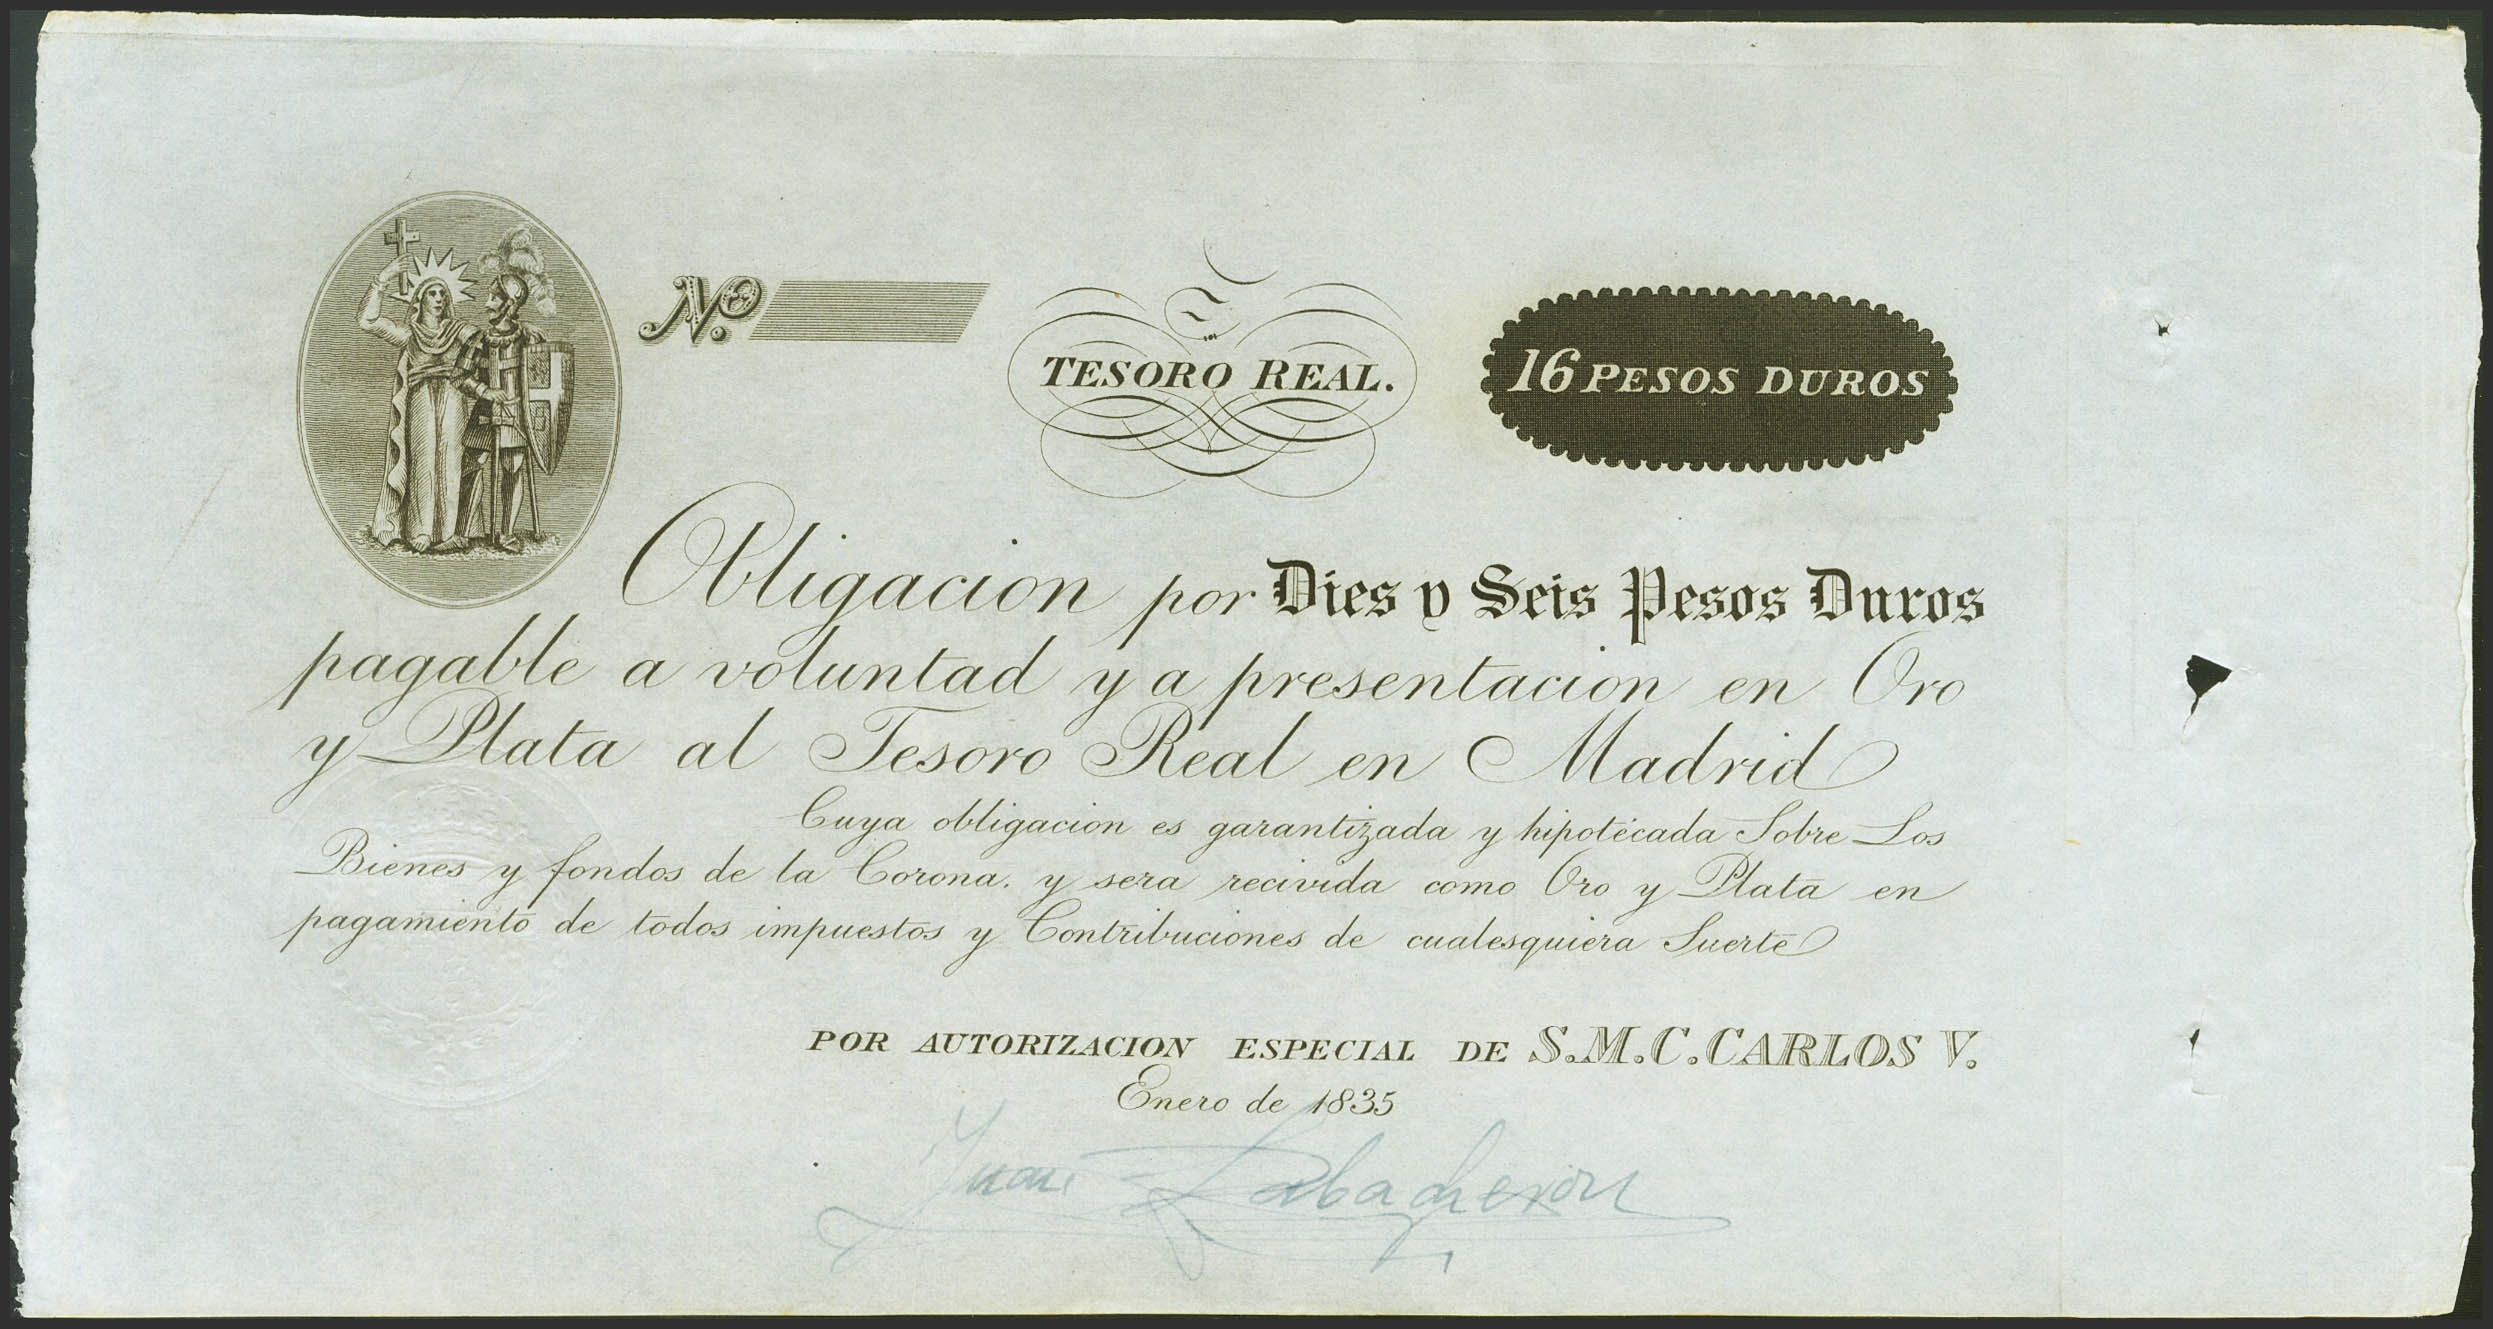 Nº
TESORO REAL.
16 PESOS DUROS
Obligacion por Dies y Seis Pesos Duros
pagable a voluntad y a presentacion en Oro
y Plata al Tesoro Real en Madrid
Cuya obligacion es garantizada y hipotecada Sobre Los
Bienes y fondos de la Corona. y sera recivida como Oro y Plata en
pagamiento de todos impuestos y Contribuciones de cualesquiera Suerte
POR AUTORIZACION ESPECIAL DE S.M.C. CARLOS V.
Enero de 1835
Juan